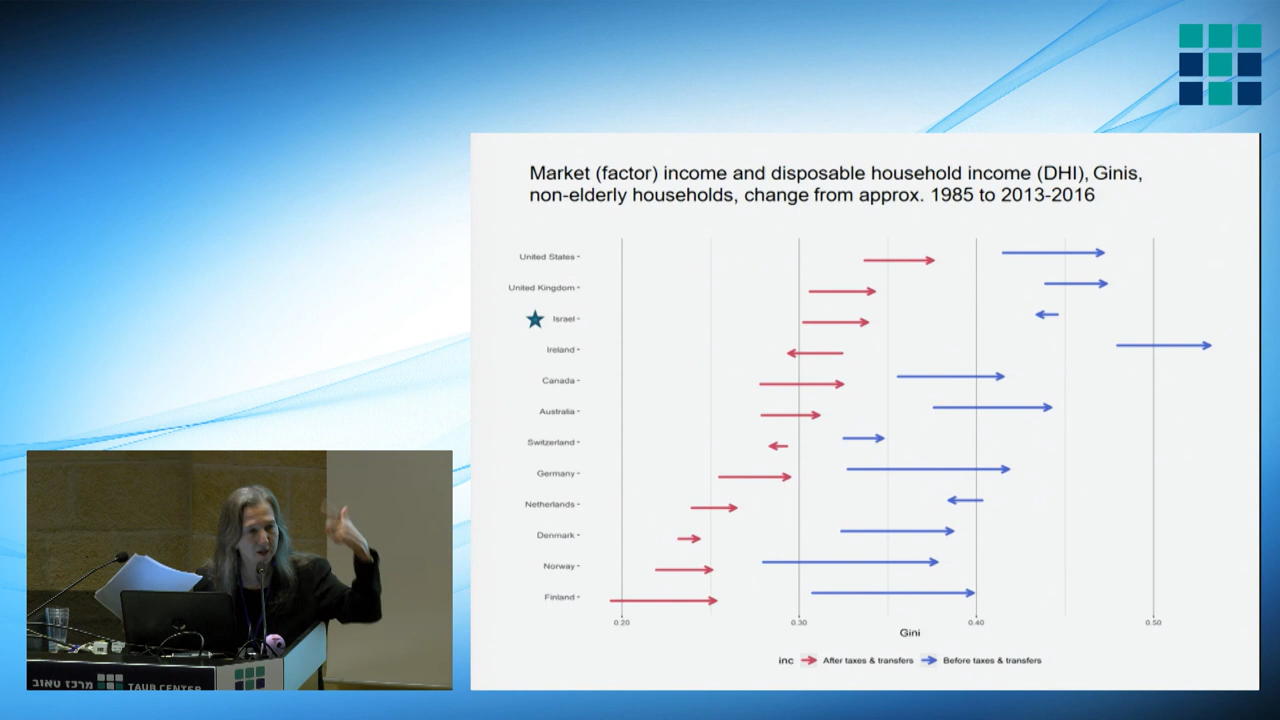 Market (factor) income and disposable household income (DHI), Ginis,
non-elderly households, change from approx. 1985 to 2013-2016
United States
United Kingdom
Israel
Ireland
Canada
Australia
Switzerland
Germany
Netherlands
Denmark
Norway
Finland
0.20 0.30 0.40 0.50
Gini
inc After taxes & transfers Before taxes & transfers
מרכז טאוב TAUB CENTER